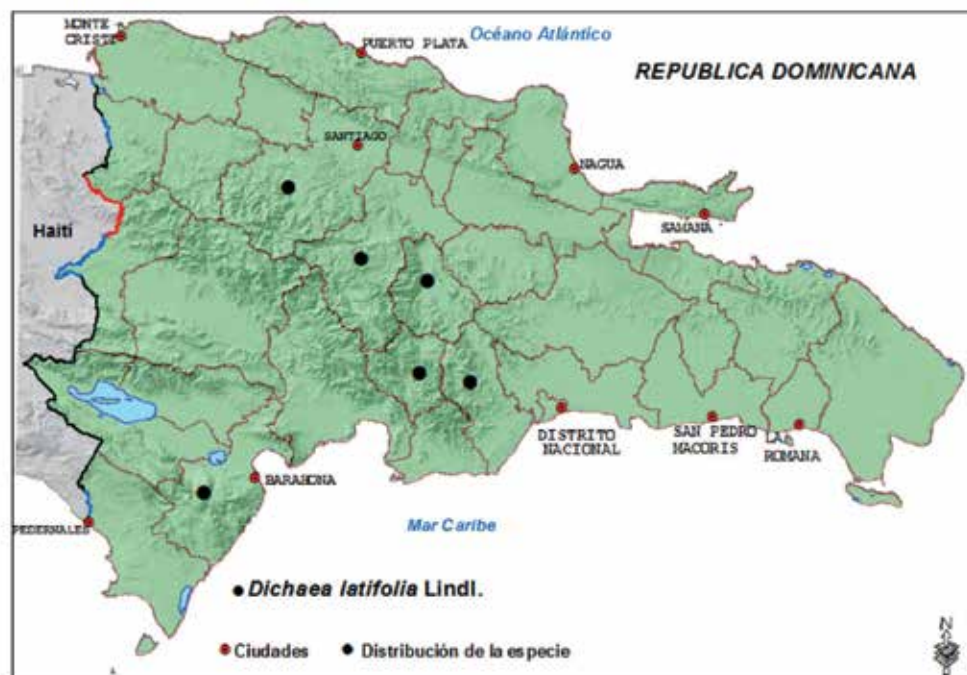 MONTE
CRISTI
PUERTO PLATA
Océano Atlántico
REPUBLICA DOMINICANA
SANTIAGO
NAGUA
SAMANA
Haití
DISTRITO
NACIONAL
SAN PEDRO
MACORIS
LA
ROMANA
BARAHONA
PEDERNALES
Mar Caribe
Dichaea latifolia Lindl.
Ciudades
Distribución de la especie
N